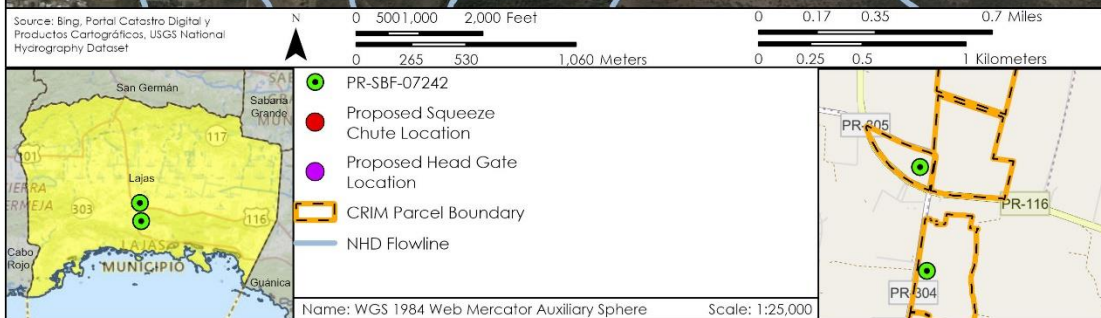 Source: Bing, Portal Catastro Digital y
Productos Cartográficos, USGS National
Hydrography Dataset
N
0 500 1,000 2,000 Feet
0 265 530 1,060 Meters
0 0.17 0.35 0.7 Miles
0 0.25 0.5 1 Kilometers
San Germán
Sabana
Grande
117
101
Lajas
303
116
Cabo
Rojo
LAJAS
MUNICIPIO
Guánica
PR-SBF-07242
Proposed Squeeze
Chute Location
Proposed Head Gate
Location
CRIM Parcel Boundary
NHD Flowline
Name: WGS 1984 Web Mercator Auxiliary Sphere Scale: 1:25,000
PR-305
PR-116
PR-304